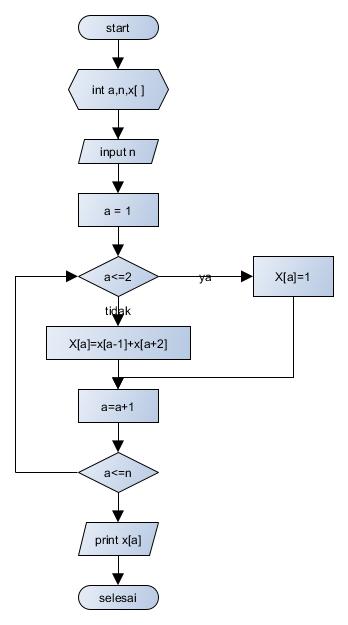 start
int a,n,x[ ]
input n
a = 1
a<=2
ya
X[a]=1
tidak
X[a]=x[a-1]+x[a+2]
a=a+1
a<=n
print x[a]
selesai